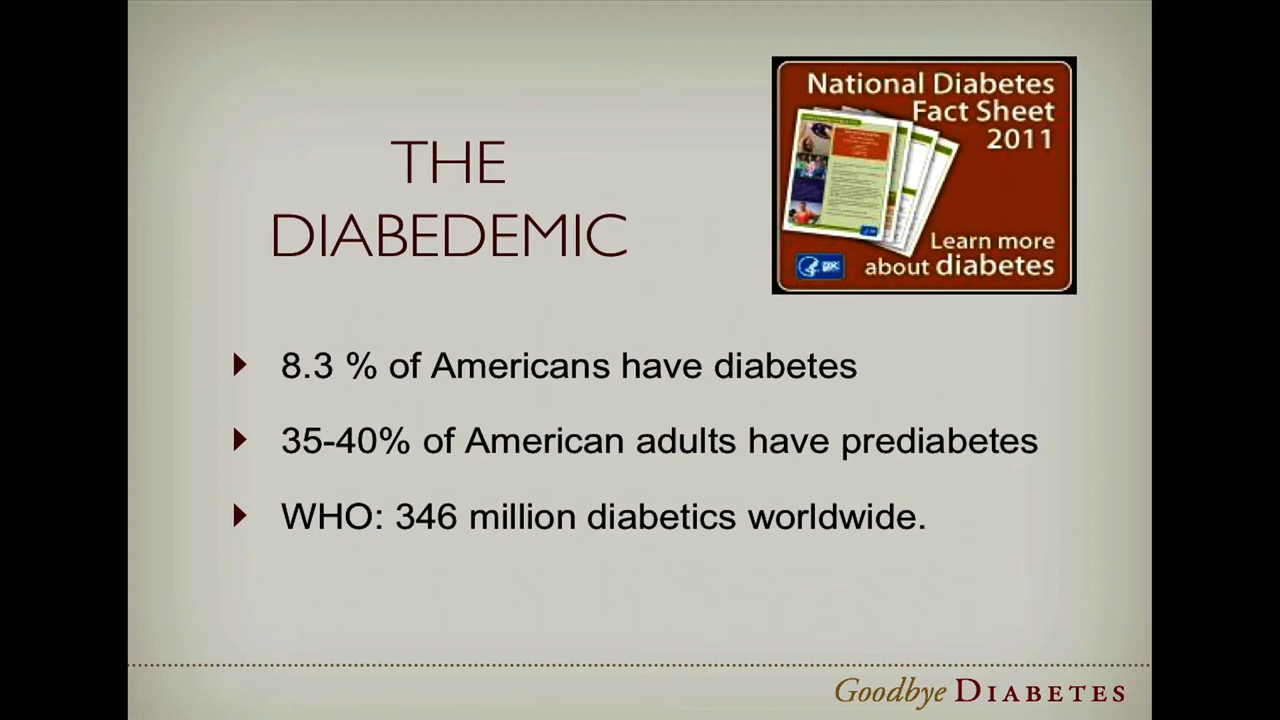 THE
DIABEDEMIC
National Diabetes
Fact Sheet
2011
Learn more
about diabetes
CDC
8.3 % of Americans have diabetes
35-40% of American adults have prediabetes
WHO: 346 million diabetics worldwide.
Goodbye DIABETES